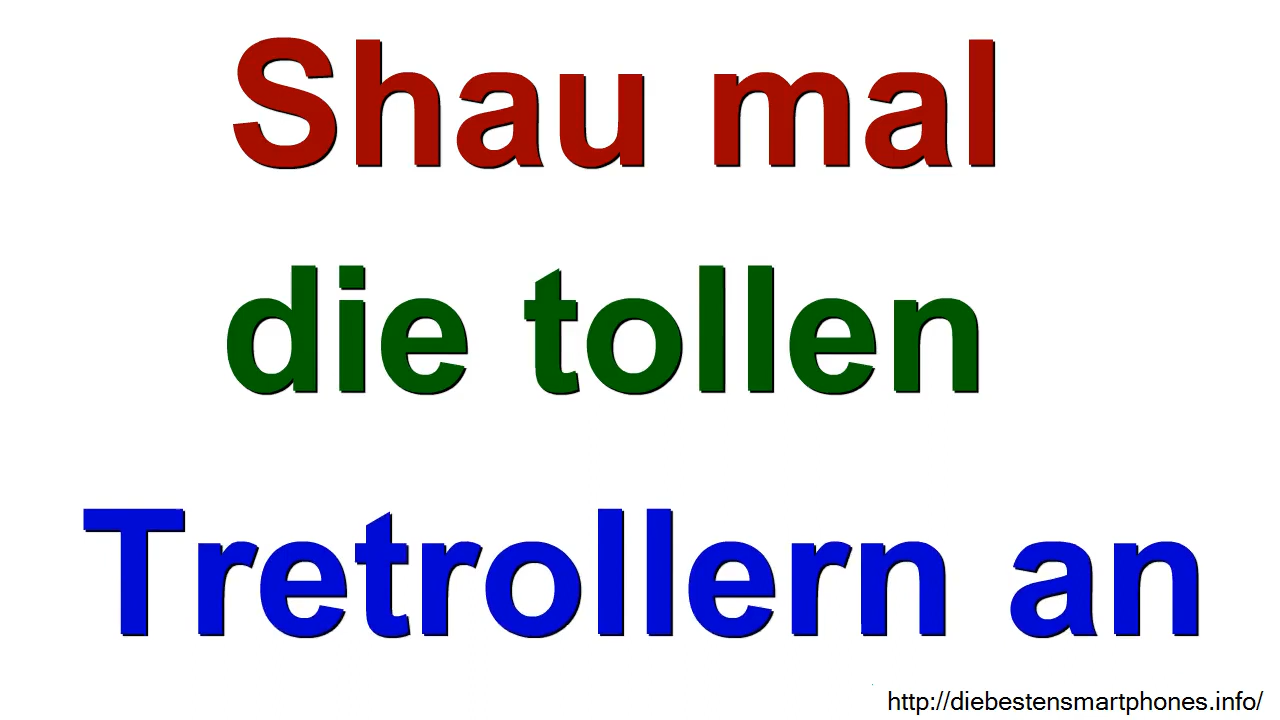 Shau mal
die tollen
Tretrollern an
http://diebestensmartphones.info/